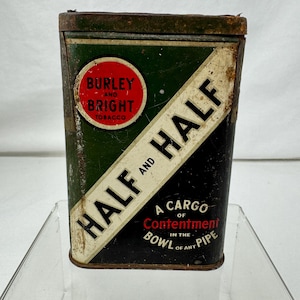 BURLEY
AND
BRIGHT
TOBACCO
HALF AND HALF
A CARGO
OF
Contentment
IN THE
BOWL OF ANY PIPE